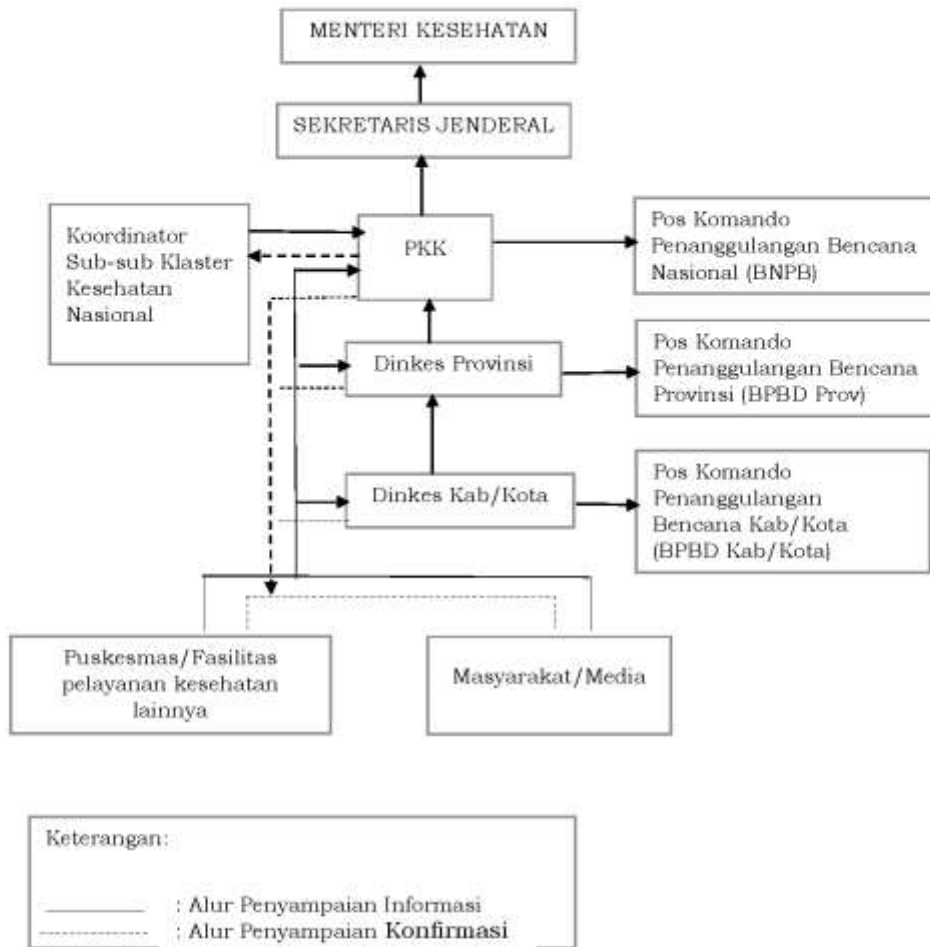 MENTERI KESEHATAN
SEKRETARIS JENDERAL
Koordinator
Sub-sub Klaster
Kesehatan
Nasional
PKK
Pos Komando
Penanggulangan Bencana
Nasional (BNPB)
Dinkes Provinsi
Pos Komando
Penanggulangan Bencana
Provinsi (BPBD Prov)
Dinkes Kab/Kota
Pos Komando
Penanggulangan
Bencana Kab/Kota
(BPBD Kab/Kota)
Puskesmas/Fasilitas
pelayanan kesehatan
lainnya
Masyarakat/Media
Keterangan:
: Alur Penyampaian Informasi
: Alur Penyampaian Konfirmasi